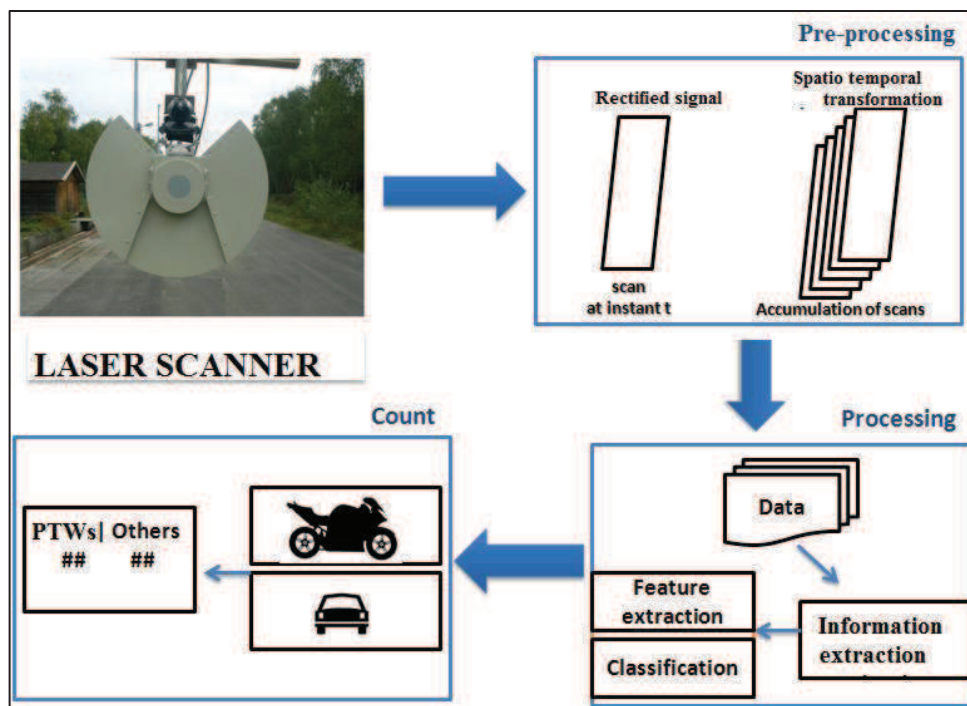 Pre-processing
Rectified signal
Spatio temporal
transformation
scan
at instant t
Accumulation of scans
LASER SCANNER
Processing
Data
Information
extraction
Feature
extraction
Classification
Count
PTWs| Others
## ##